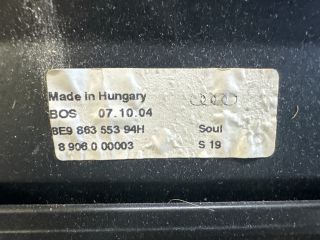 Made in Hungary
BOS 07.10.04
8E9 863 553 94H Soul
8 906 0 00003 S 19